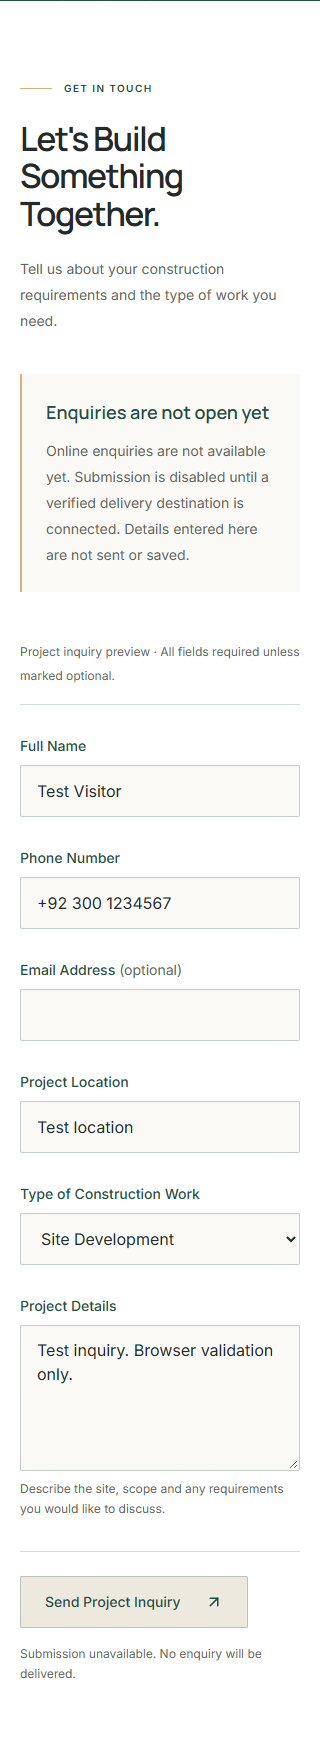 GET IN TOUCH
Let's Build
Something
Together.
Tell us about your construction
requirements and the type of work you
need.
Enquiries are not open yet
Online enquiries are not available
yet. Submission is disabled until a
verified delivery destination is
connected. Details entered here
are not sent or saved.
Project inquiry preview · All fields required unless
marked optional.
Full Name
Test Visitor
Phone Number
+92 300 1234567
Email Address (optional)
Project Location
Test location
Type of Construction Work
Site Development
Project Details
Test inquiry. Browser validation
only.
Describe the site, scope and any requirements
you would like to discuss.
Send Project Inquiry
Submission unavailable. No enquiry will be
delivered.